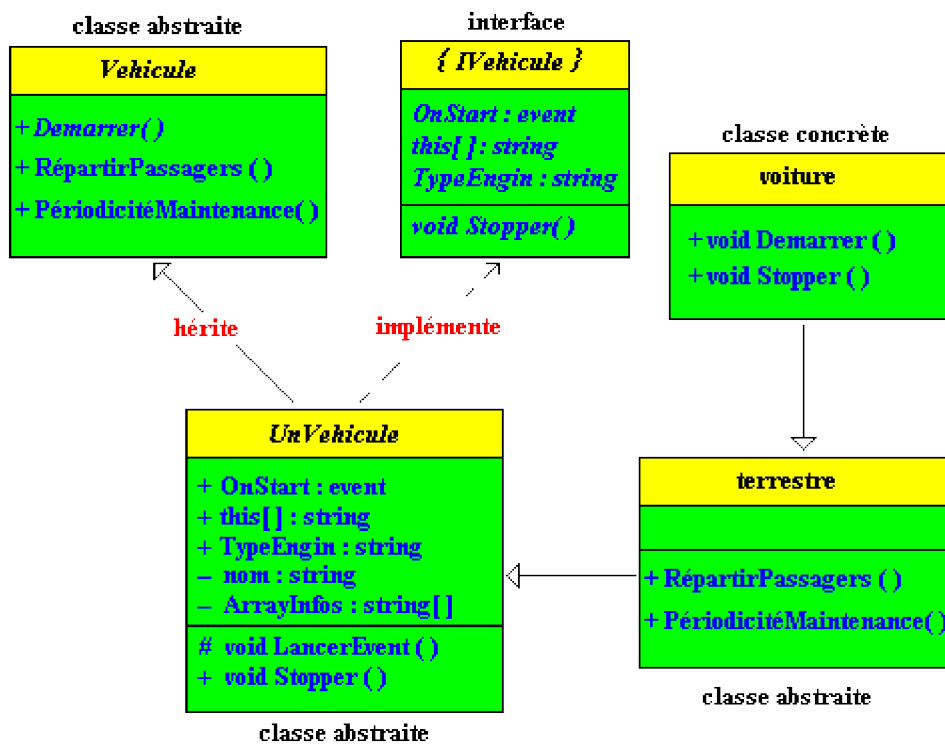 classe abstraite
Vehicule
+ Demarrer( )
+ RépartirPassagers ( )
+ PériodicitéMaintenance( )
interface
{ IVehicule }
OnStart : event
this[ ] : string
TypeEngin : string
void Stopper( )
classe concrète
voiture
+ void Demarrer ( )
+ void Stopper ( )
hérite
implémente
UnVehicule
+ OnStart : event
+ this[ ] : string
+ TypeEngin : string
– nom : string
– ArrayInfos : string[ ]
# void LancerEvent ( )
+ void Stopper ( )
classe abstraite
terrestre
+ RépartirPassagers ( )
+ PériodicitéMaintenance( )
classe abstraite